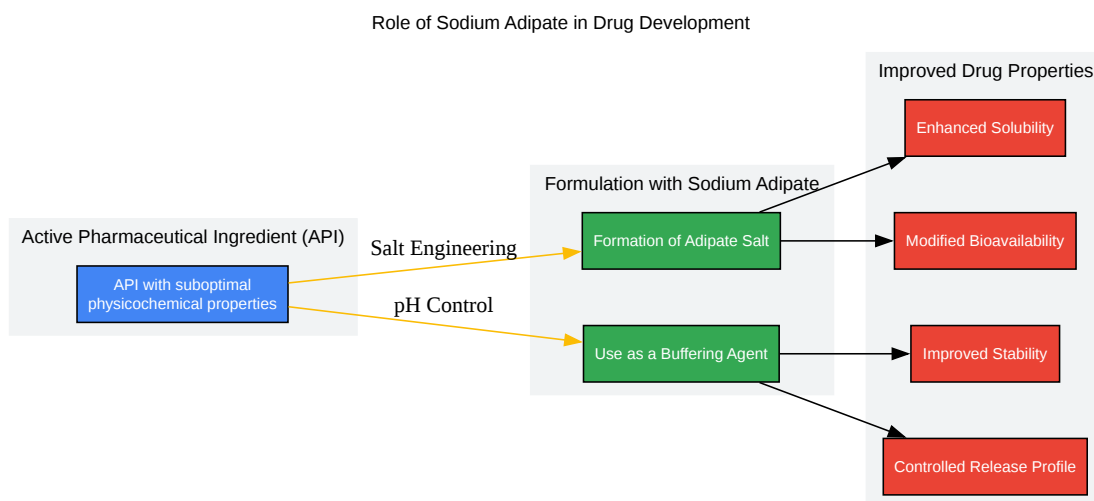 Role of Sodium Adipate in Drug Development
Active Pharmaceutical Ingredient (API)
API with suboptimal
physicochemical properties
Salt Engineering
pH Control
Formulation with Sodium Adipate
Formation of Adipate Salt
Use as a Buffering Agent
Improved Drug Properties
Enhanced Solubility
Modified Bioavailability
Improved Stability
Controlled Release Profile